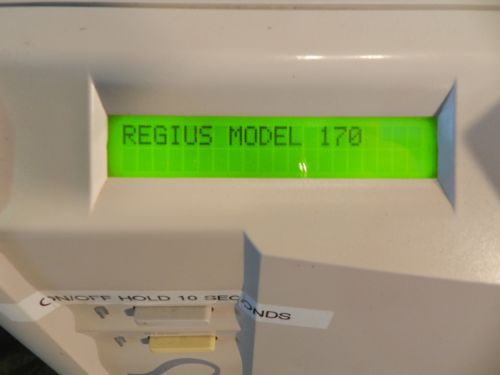 REGIUS MODEL 170
ON/OFF HOLD 10 SECONDS